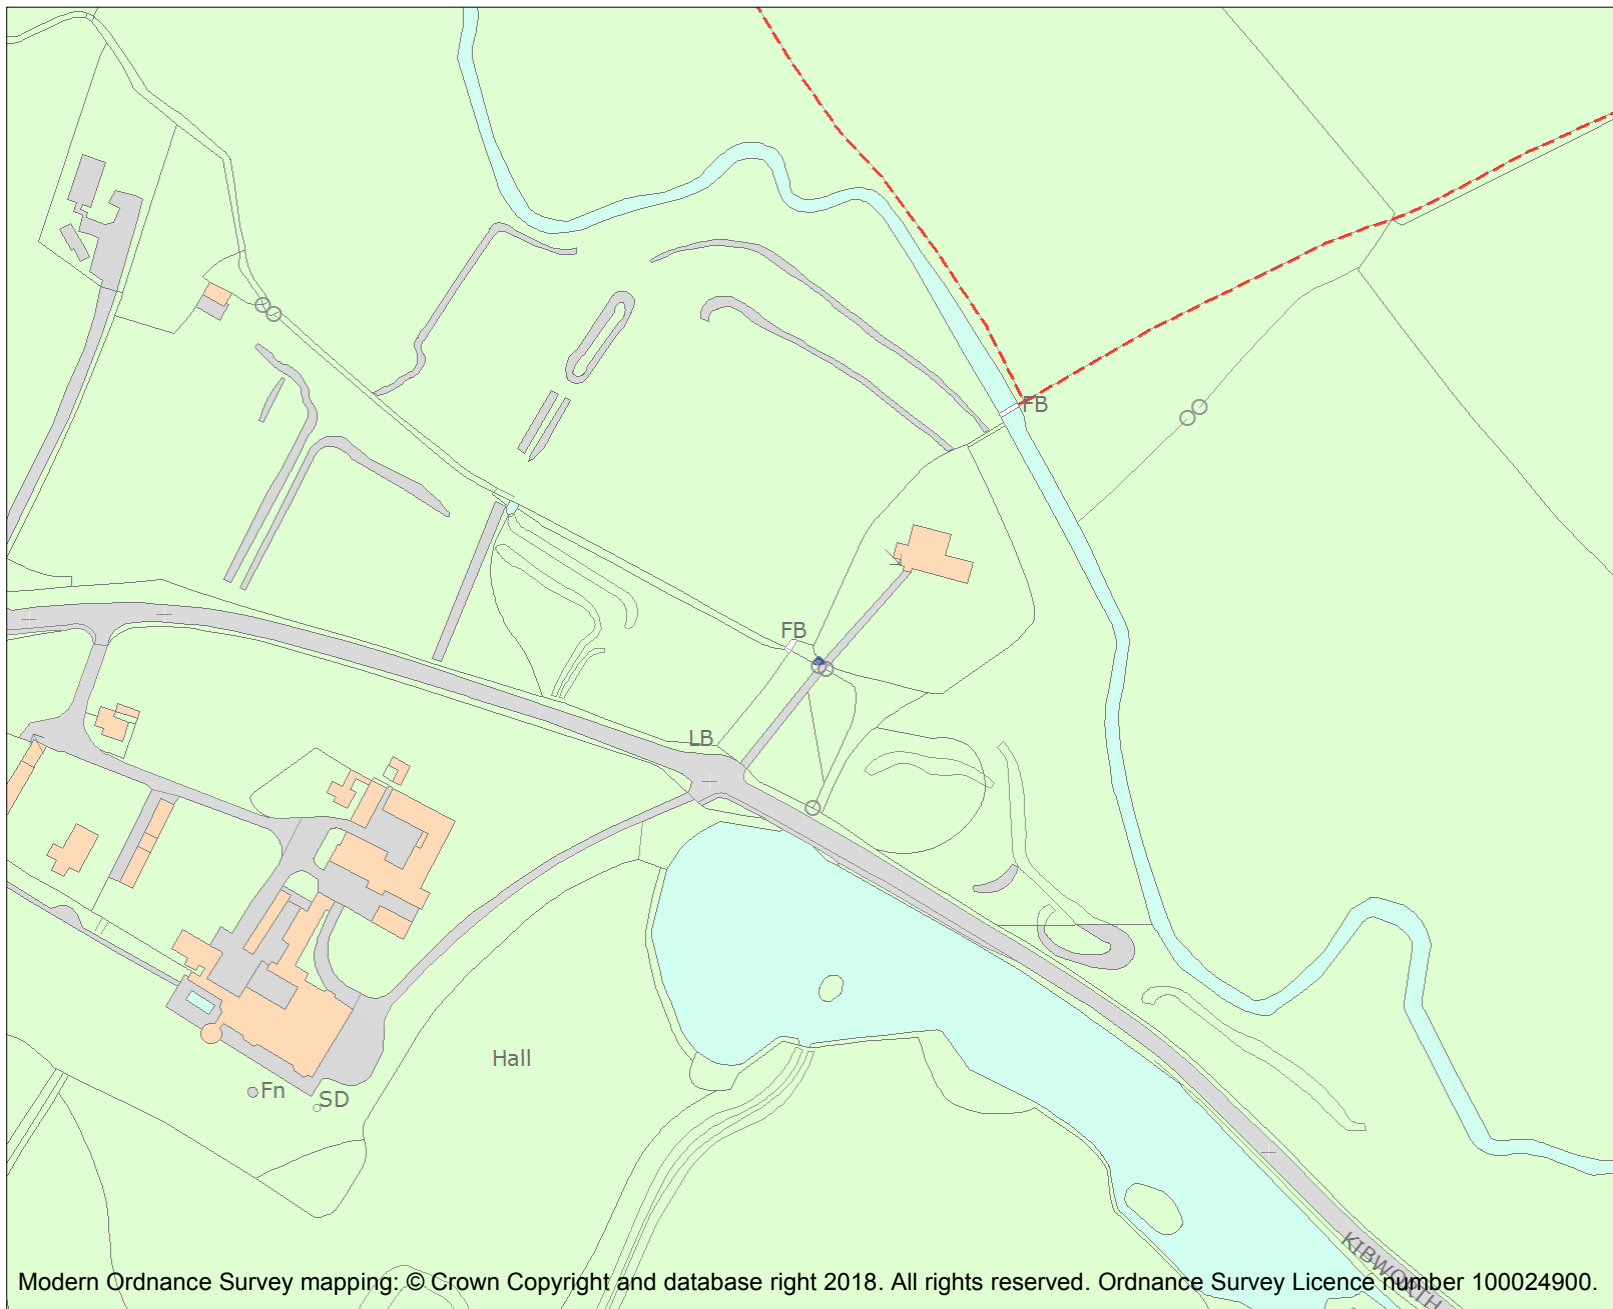 FB
FB
LB
Hall
Fn
SD
KIBWORTH
Modern Ordnance Survey mapping: © Crown Copyright and database right 2018. All rights reserved. Ordnance Survey Licence number 100024900.